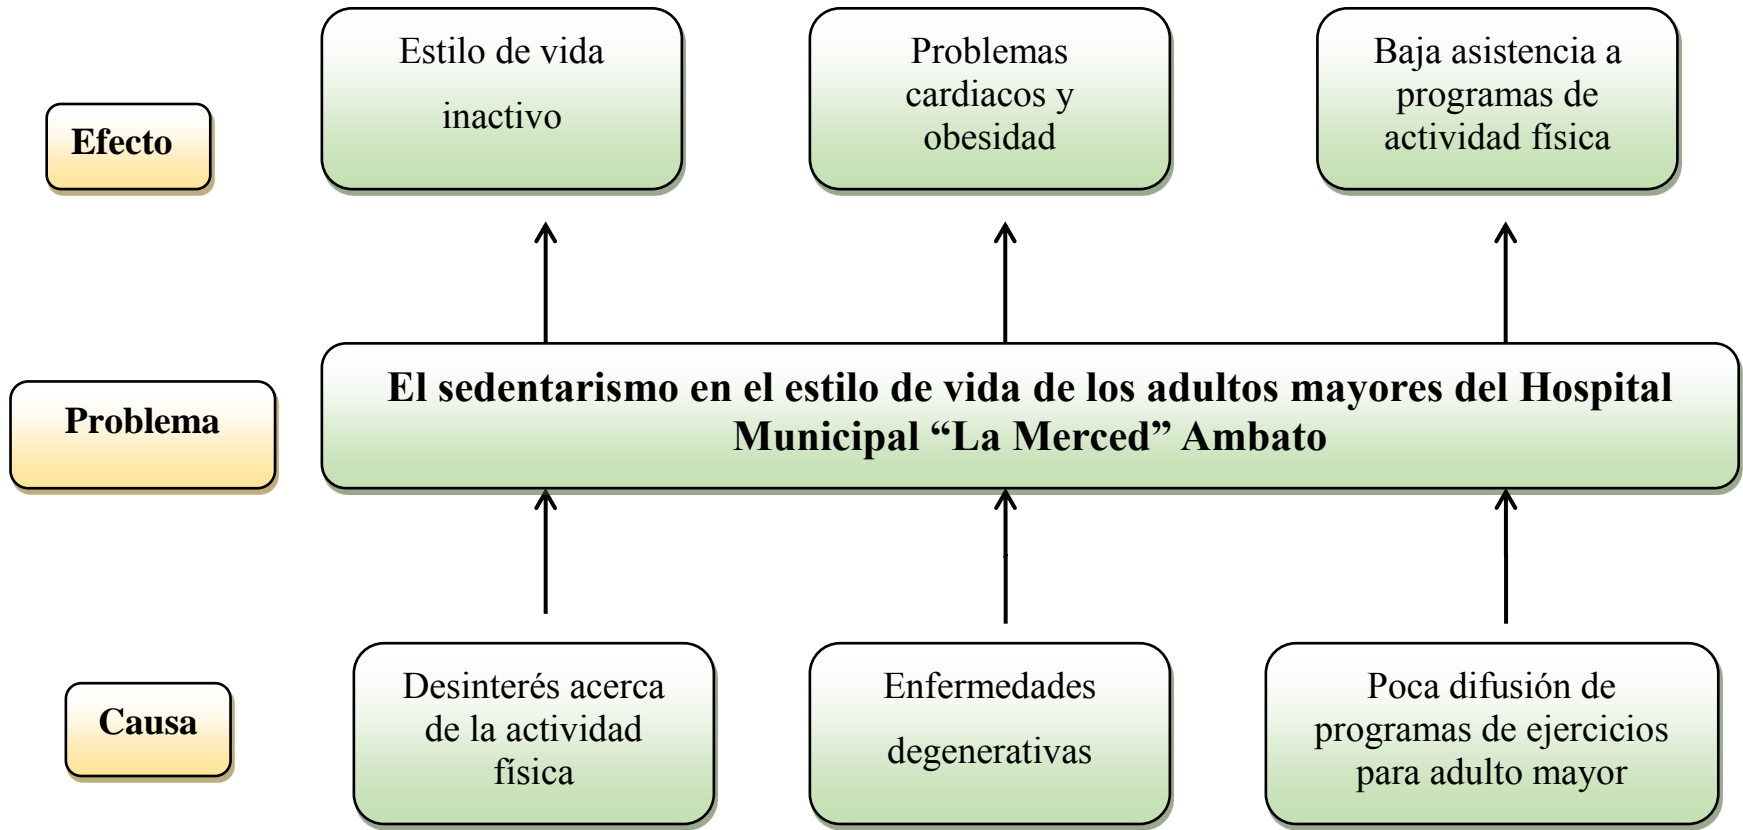 Efecto
Estilo de vida
inactivo
Problemas
cardiacos y
obesidad
Baja asistencia a
programas de
actividad física
Problema
El sedentarismo en el estilo de vida de los adultos mayores del Hospital
Municipal “La Merced” Ambato
Causa
Desinterés acerca
de la actividad
física
Enfermedades
degenerativas
Poca difusión de
programas de ejercicios
para adulto mayor